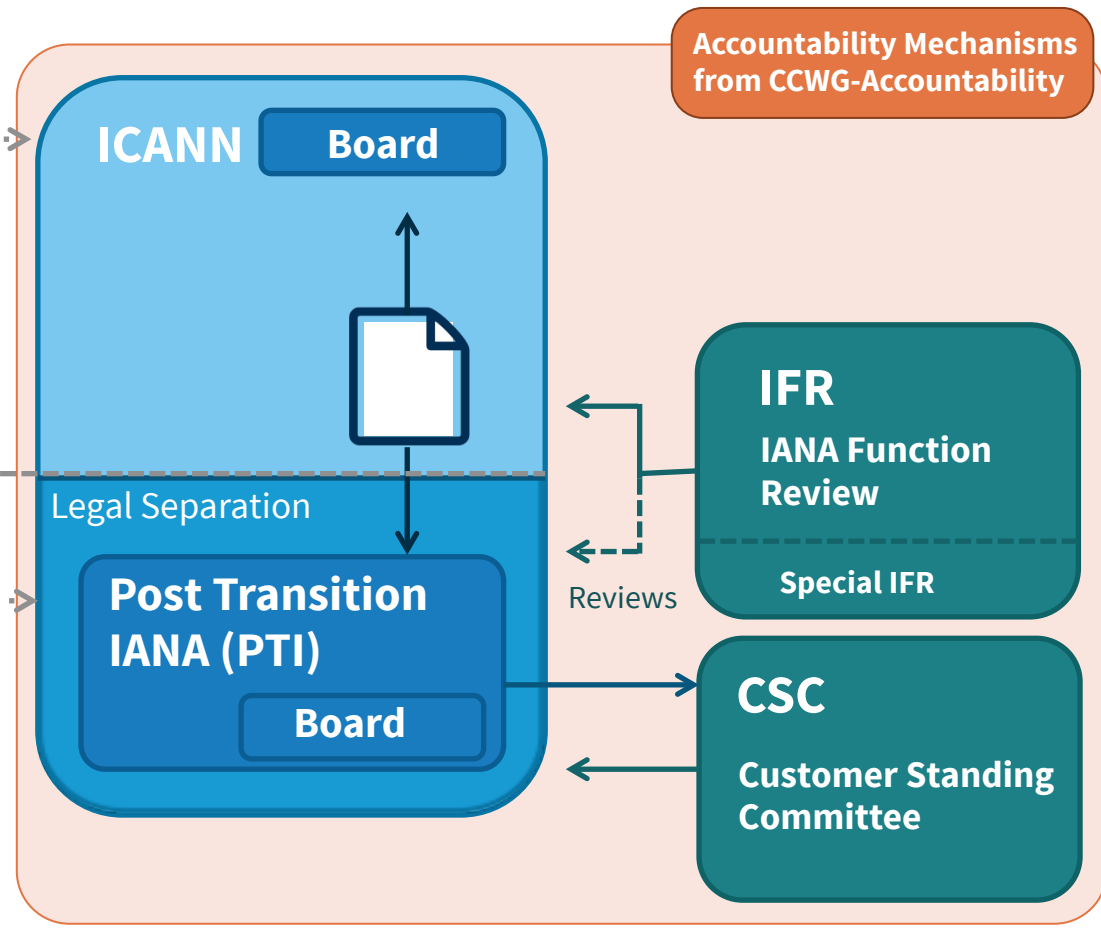 Accountability Mechanisms
from CCWG-Accountability
ICANN
Board
Legal Separation
Post Transition
IANA (PTI)
Board
Reviews
IFR
IANA Function
Review
Special IFR
CSC
Customer Standing
Committee